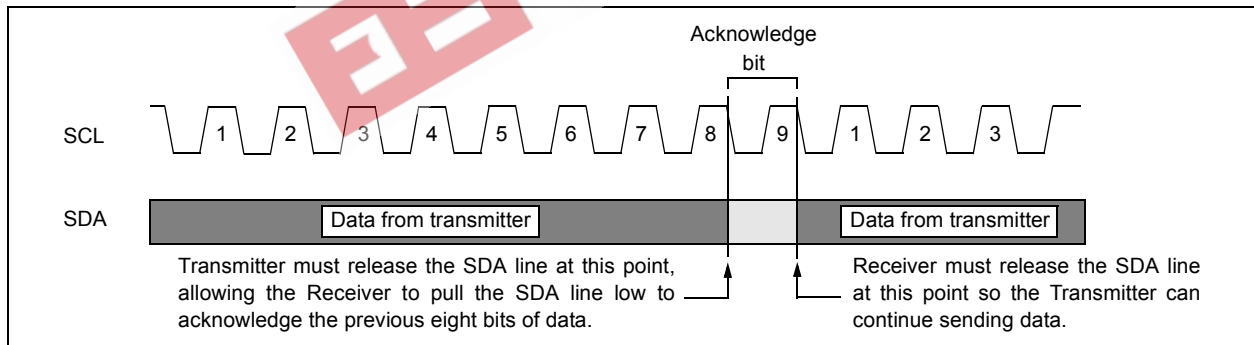 Acknowledge
bit
SCL
1 2 3 4 5 6 7 8 9 1 2 3
SDA
Data from transmitter Data from transmitter
Transmitter must release the SDA line at this point,
allowing the Receiver to pull the SDA line low to
acknowledge the previous eight bits of data.
Receiver must release the SDA line
at this point so the Transmitter can
continue sending data.